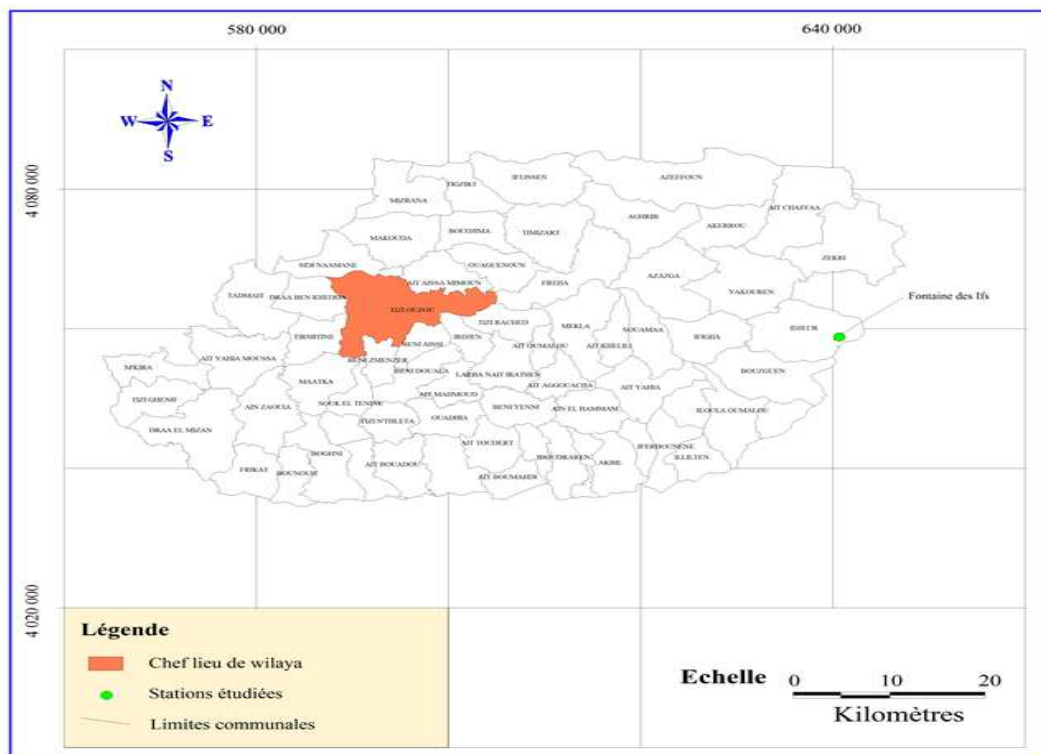 580 000
640 000
N
W E
S
4 080 000
4 020 000
TIGZIRT
IFLISSEN
AZEFFOUN
MIZRANA
AIT CHAFFAA
AGHRIB
AKERROU
MAKOUDA
BOUDJIMA
TIMIZART
ZEKRI
SIDI NAAMANE
OUAGUENOUN
AIT AISSA MIMOUN
FREHA
AZAZGA
YAKOUREN
TADMAIT
DRAA BEN KHEDDA
TIZI OUZOU
Fontaine des Ifs
TIZI RACHED
MEKLA
SOUAMAA
IFIGHA
IDJEUR
TIRMITINE
BENI AISSI
IRDJEN
AIT OUMALOU
AIT KHELILI
AIT YAHIA MOUSSA
BENI ZMENZER
BENI DOUALA
LARBA NAIT IRATHEN
BOUZGUEN
M'KIRA
MAATKA
AIT AGGOUACHA
AIT YAHIA
TIZI GHENIF
AIN ZAOUIA
SOUK EL TENINE
AIT MAHMOUD
BENI YENNI
AIN EL HAMMAM
ILOULA OUMALOU
TIZI N'THLETA
OUADHIA
DRAA EL MIZAN
AIT TOUDERT
IFERHOUNENE
BOGHNI
AIT BOUADOU
IBOUDRAREN
AKBIL
ILLILTEN
FRIKAT
BOUNOUH
AIT BOUMAHDI
Légende
Chef lieu de wilaya
Stations étudiées
Limites communales
Echelle
0 10 20
Kilomètres